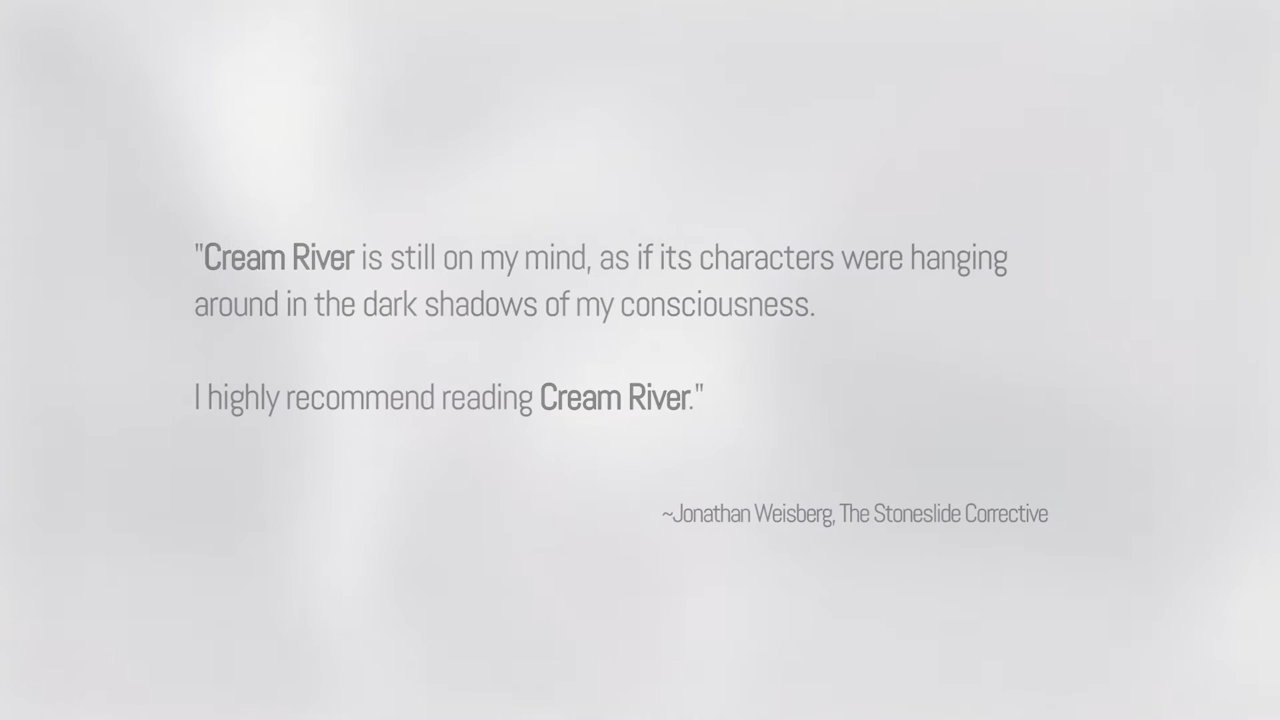 "Cream River is still on my mind, as if its characters were hanging
around in the dark shadows of my consciousness.
I highly recommend reading Cream River."
~Jonathan Weisberg, The Stoneslide Corrective